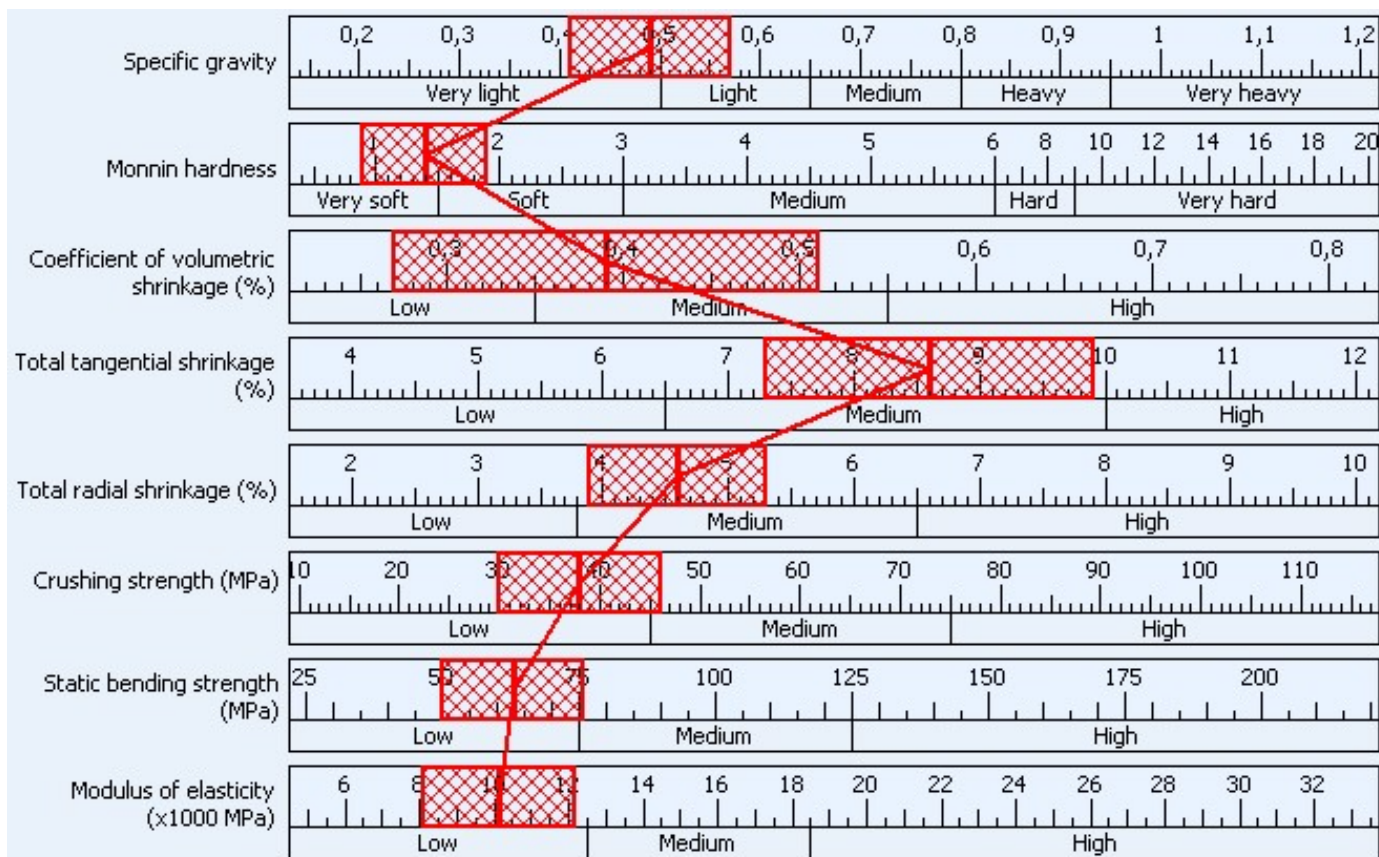 0,2 0,3 0,4 0,5 0,6 0,7 0,8 0,9 1 1,1 1,2
Specific gravity
Very light Light Medium Heavy Very heavy
1 2 3 4 5 6 8 10 12 14 16 18 20
Monnin hardness
Very soft Soft Medium Hard Very hard
0,3 0,4 0,5 0,6 0,7 0,8
Coefficient of volumetric
shrinkage (%)
Low Medium High
4 5 6 7 8 9 10 11 12
Total tangential shrinkage
(%)
Low Medium High
2 3 4 5 6 7 8 9 10
Total radial shrinkage (%)
Low Medium High
10 20 30 40 50 60 70 80 90 100 110
Crushing strength (MPa)
Low Medium High
25 50 75 100 125 150 175 200
Static bending strength
(MPa)
Low Medium High
6 8 10 12 14 16 18 20 22 24 26 28 30 32
Modulus of elasticity
(x1000 MPa)
Low Medium High